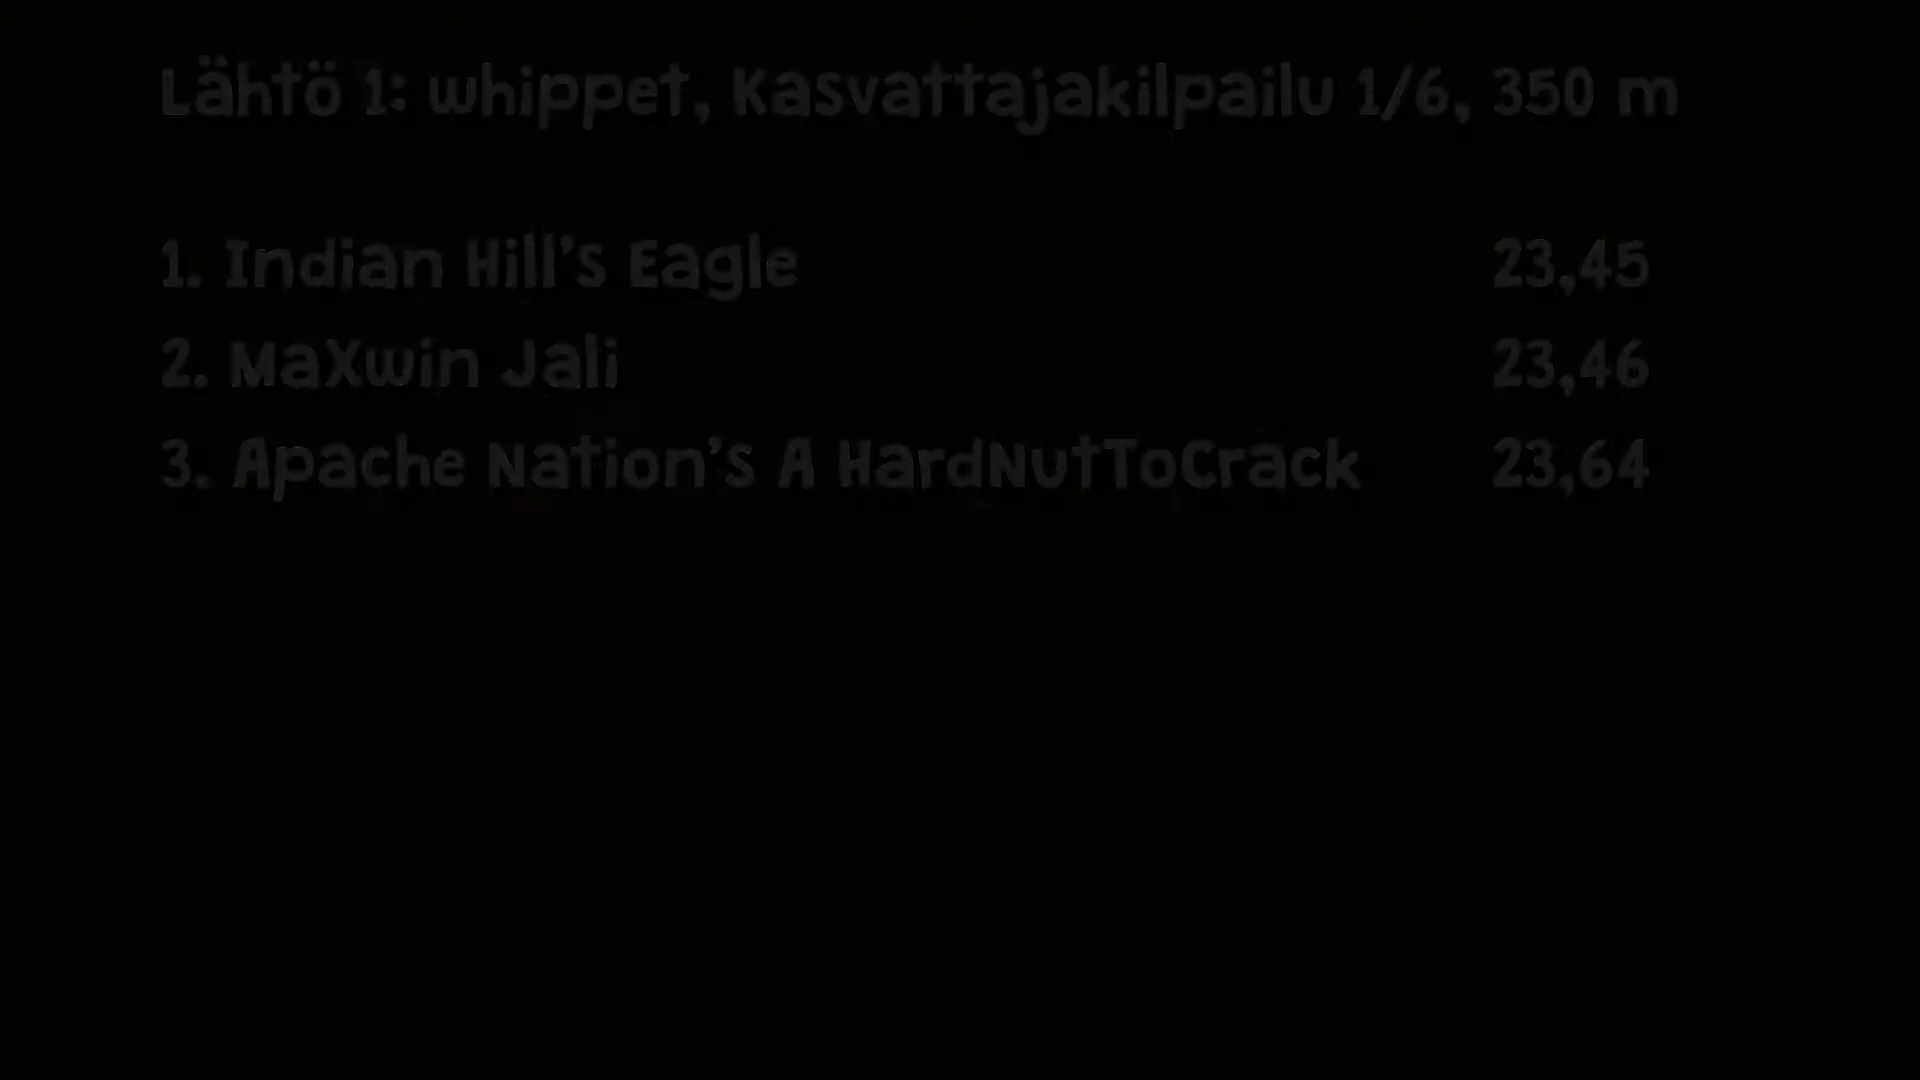 Lähtö 1: whippet, Kasvattajakilpailu 1/6, 350 m
1. Indian Hill's Eagle 23,45
2. MaXwin Jali 23,46
3. Apache Nation's A HardNutToCrack 23,64